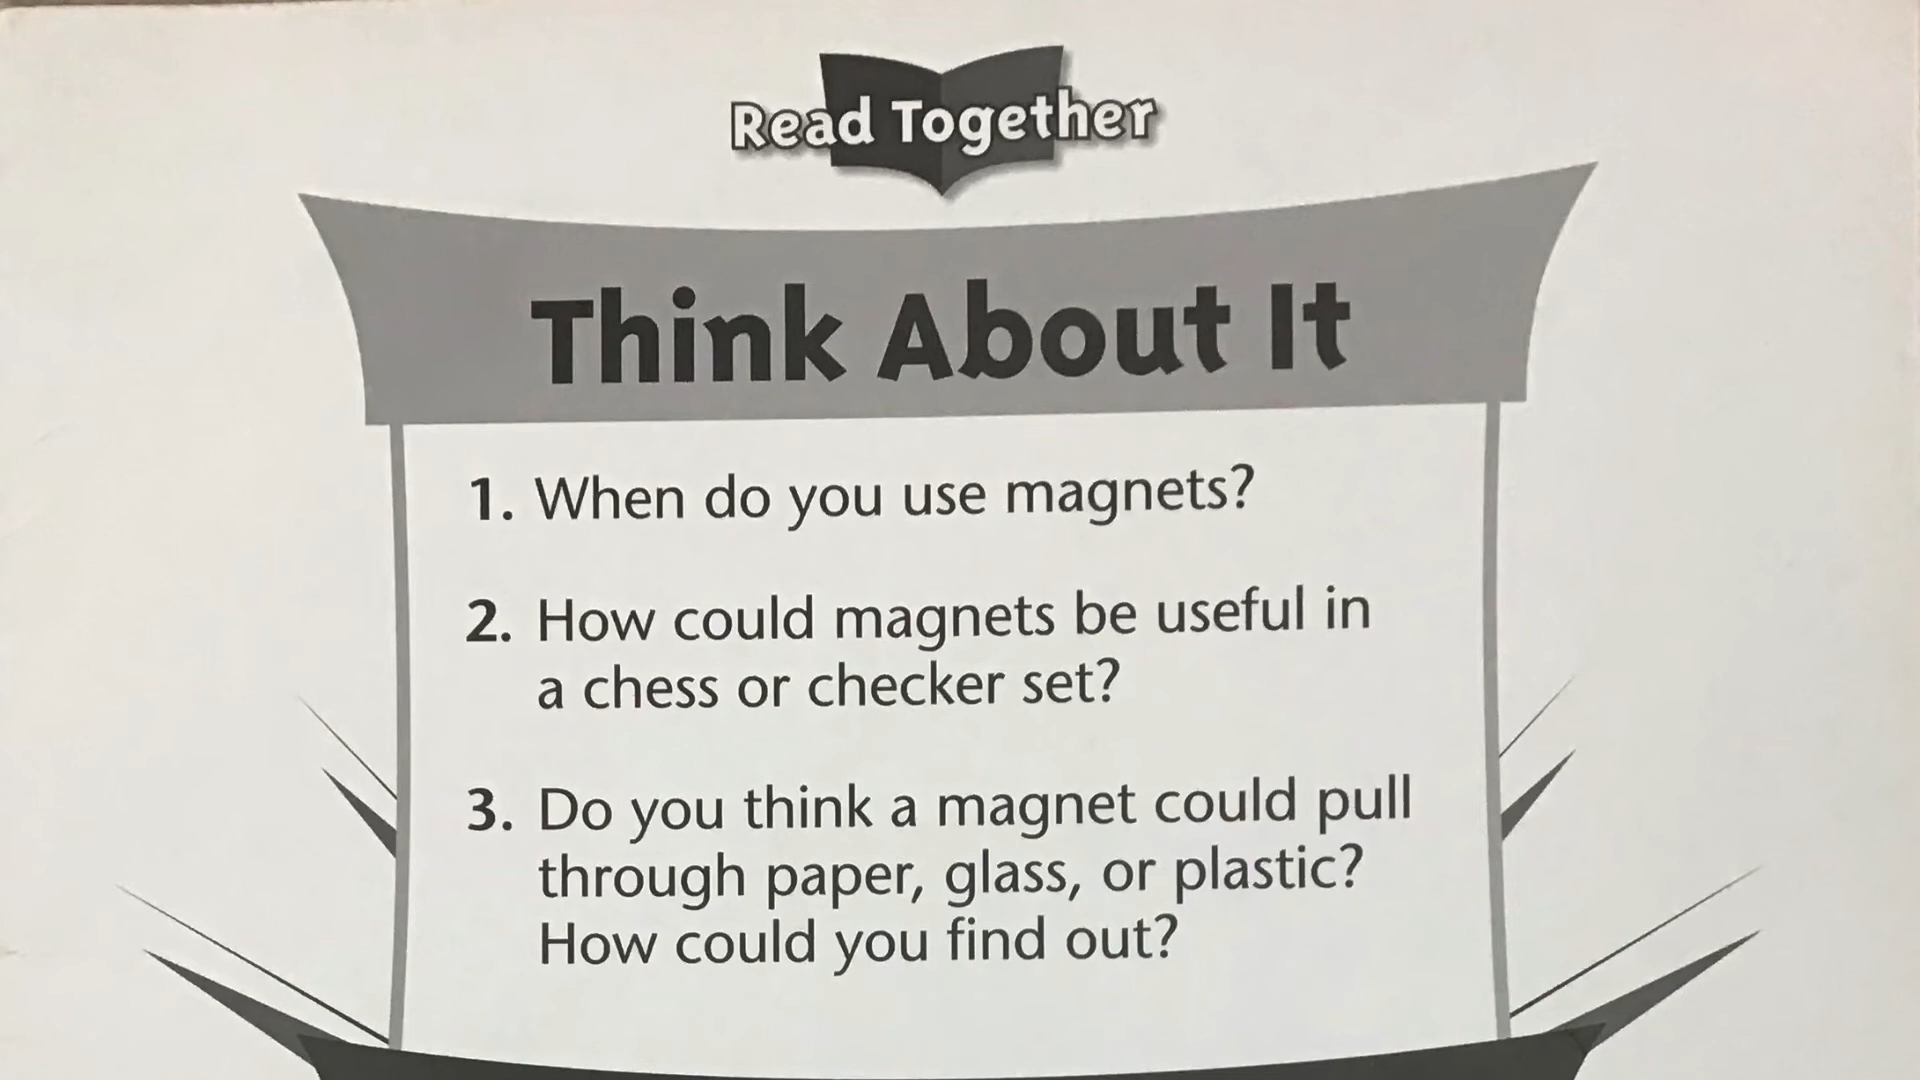 Read Together
Think About It
1. When do you use magnets?
2. How could magnets be useful in
a chess or checker set?
3. Do you think a magnet could pull
through paper, glass, or plastic?
How could you find out?